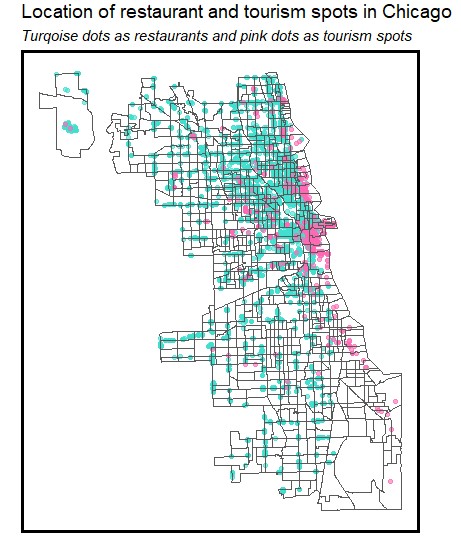 Location of restaurant and tourism spots in Chicago
Turqoise dots as restaurants and pink dots as tourism spots